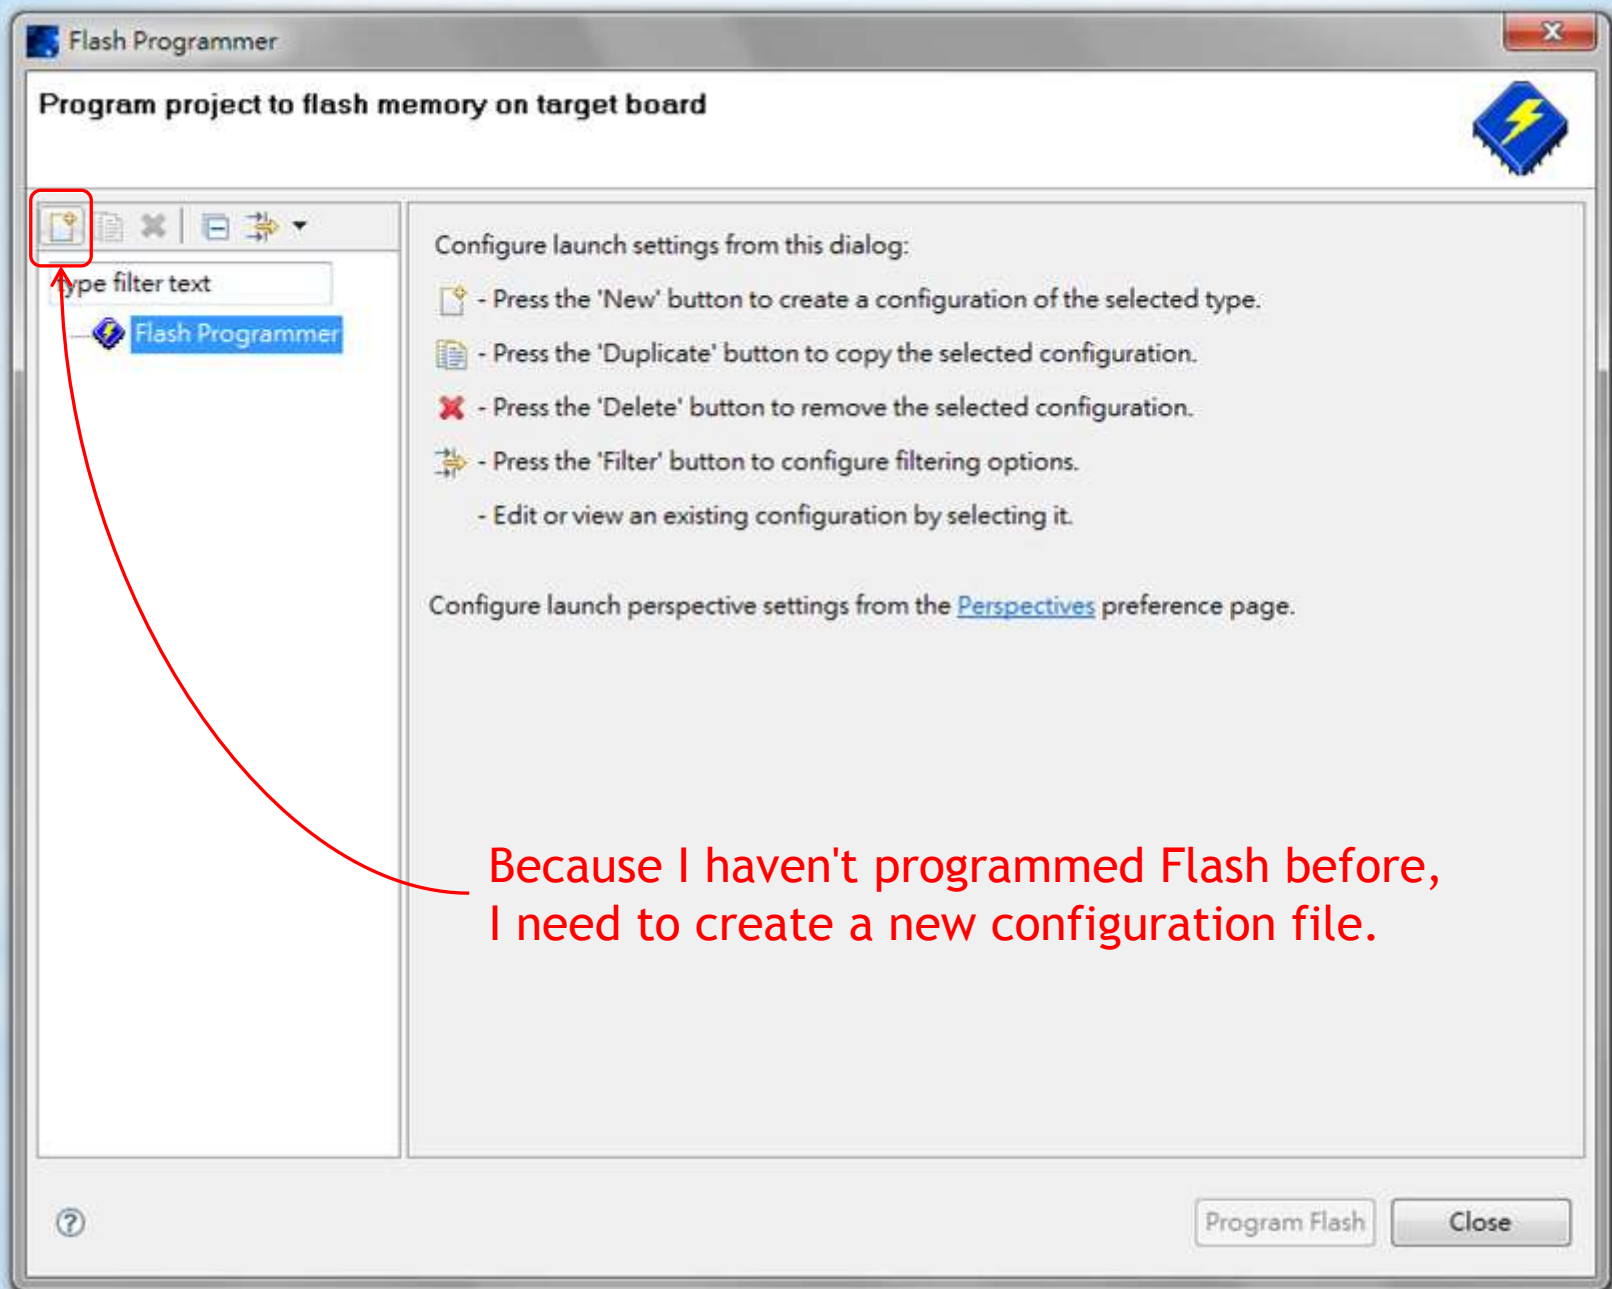 Flash Programmer
Program project to flash memory on target board
type filter text
Flash Programmer
Configure launch settings from this dialog:
- Press the 'New' button to create a configuration of the selected type.
- Press the 'Duplicate' button to copy the selected configuration.
- Press the 'Delete' button to remove the selected configuration.
- Press the 'Filter' button to configure filtering options.
- Edit or view an existing configuration by selecting it.
Configure launch perspective settings from the Perspectives preference page.
Because I haven't programmed Flash before,
I need to create a new configuration file.
Program Flash
Close